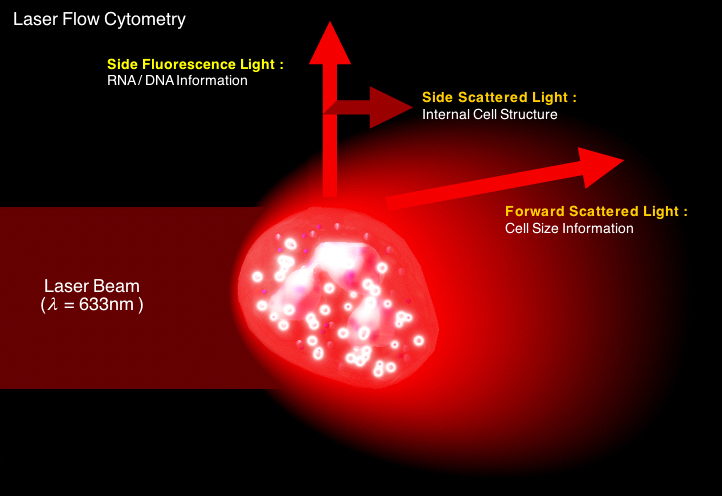 Laser Flow Cytometry
Side Fluorescence Light :
RNA / DNA Information
Side Scattered Light :
Internal Cell Structure
Forward Scattered Light :
Cell Size Information
Laser Beam
( λ = 633nm )